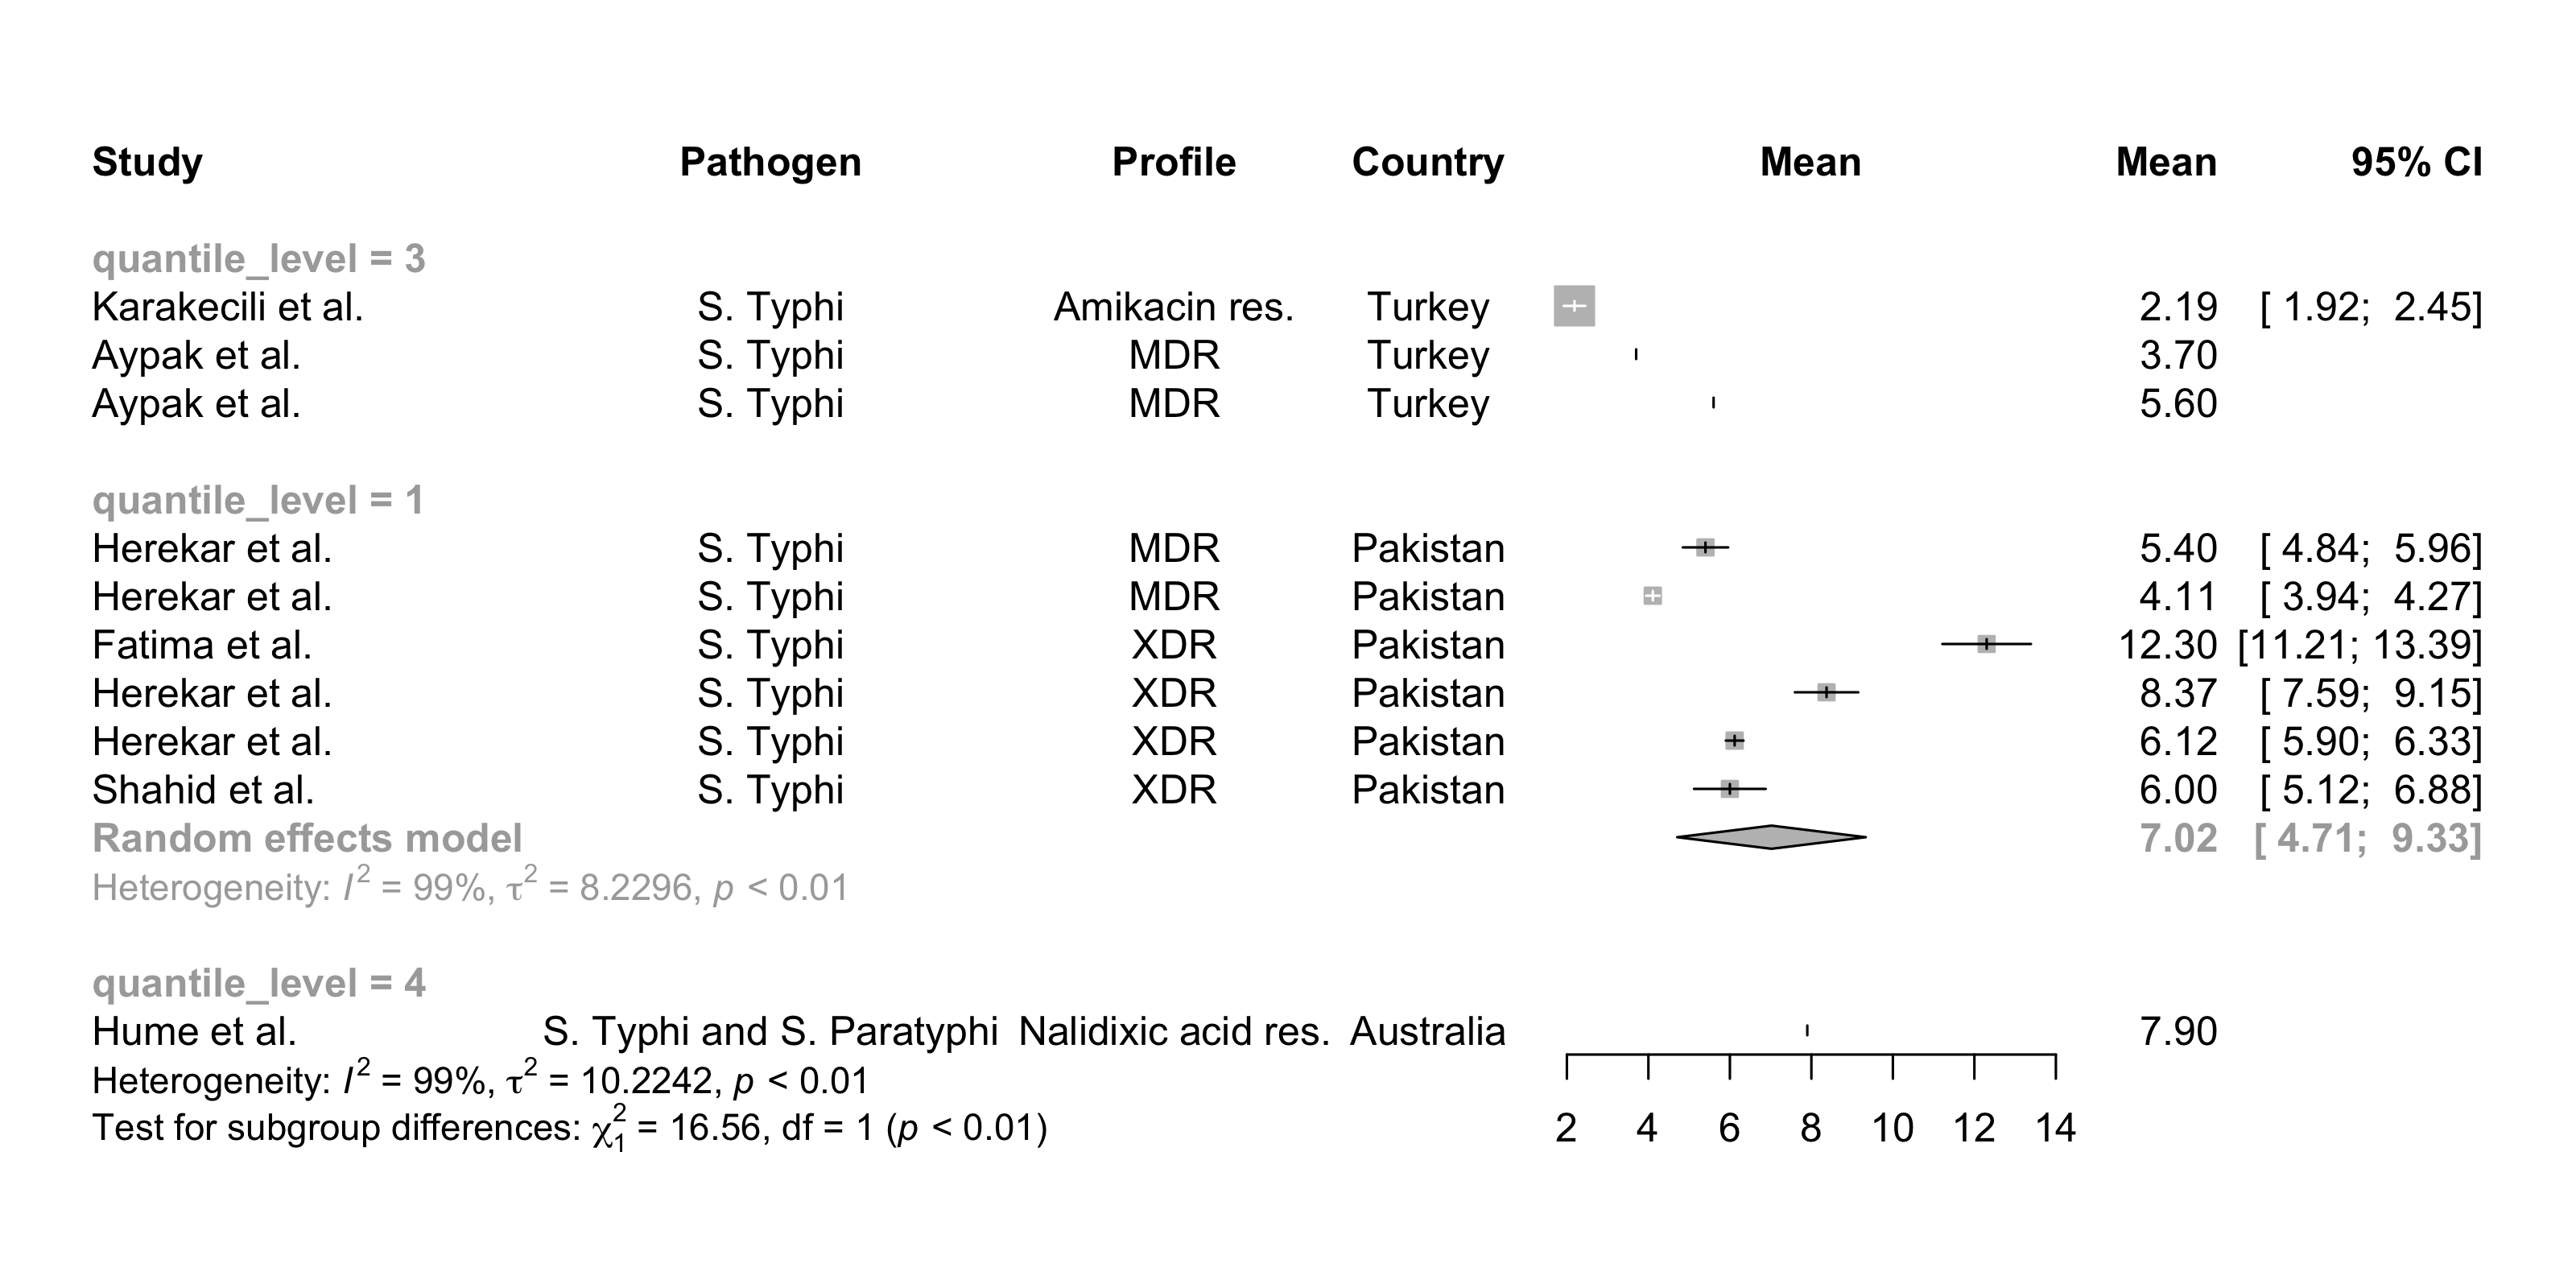 Study Pathogen Profile Country Mean Mean 95% CI
quantile_level = 3
Karakecili et al. S. Typhi Amikacin res. Turkey 2.19 [ 1.92; 2.45]
Aypak et al. S. Typhi MDR Turkey 3.70
Aypak et al. S. Typhi MDR Turkey 5.60
quantile_level = 1
Herekar et al. S. Typhi MDR Pakistan 5.40 [ 4.84; 5.96]
Herekar et al. S. Typhi MDR Pakistan 4.11 [ 3.94; 4.27]
Fatima et al. S. Typhi XDR Pakistan 12.30 [11.21; 13.39]
Herekar et al. S. Typhi XDR Pakistan 8.37 [ 7.59; 9.15]
Herekar et al. S. Typhi XDR Pakistan 6.12 [ 5.90; 6.33]
Shahid et al. S. Typhi XDR Pakistan 6.00 [ 5.12; 6.88]
Random effects model 7.02 [ 4.71; 9.33]
Heterogeneity: I² = 99%, τ² = 8.2296, p < 0.01
quantile_level = 4
Hume et al. S. Typhi and S. Paratyphi Nalidixic acid res. Australia 7.90
Heterogeneity: I² = 99%, τ² = 10.2242, p < 0.01
Test for subgroup differences: χ²₁ = 16.56, df = 1 (p < 0.01)
2 4 6 8 10 12 14